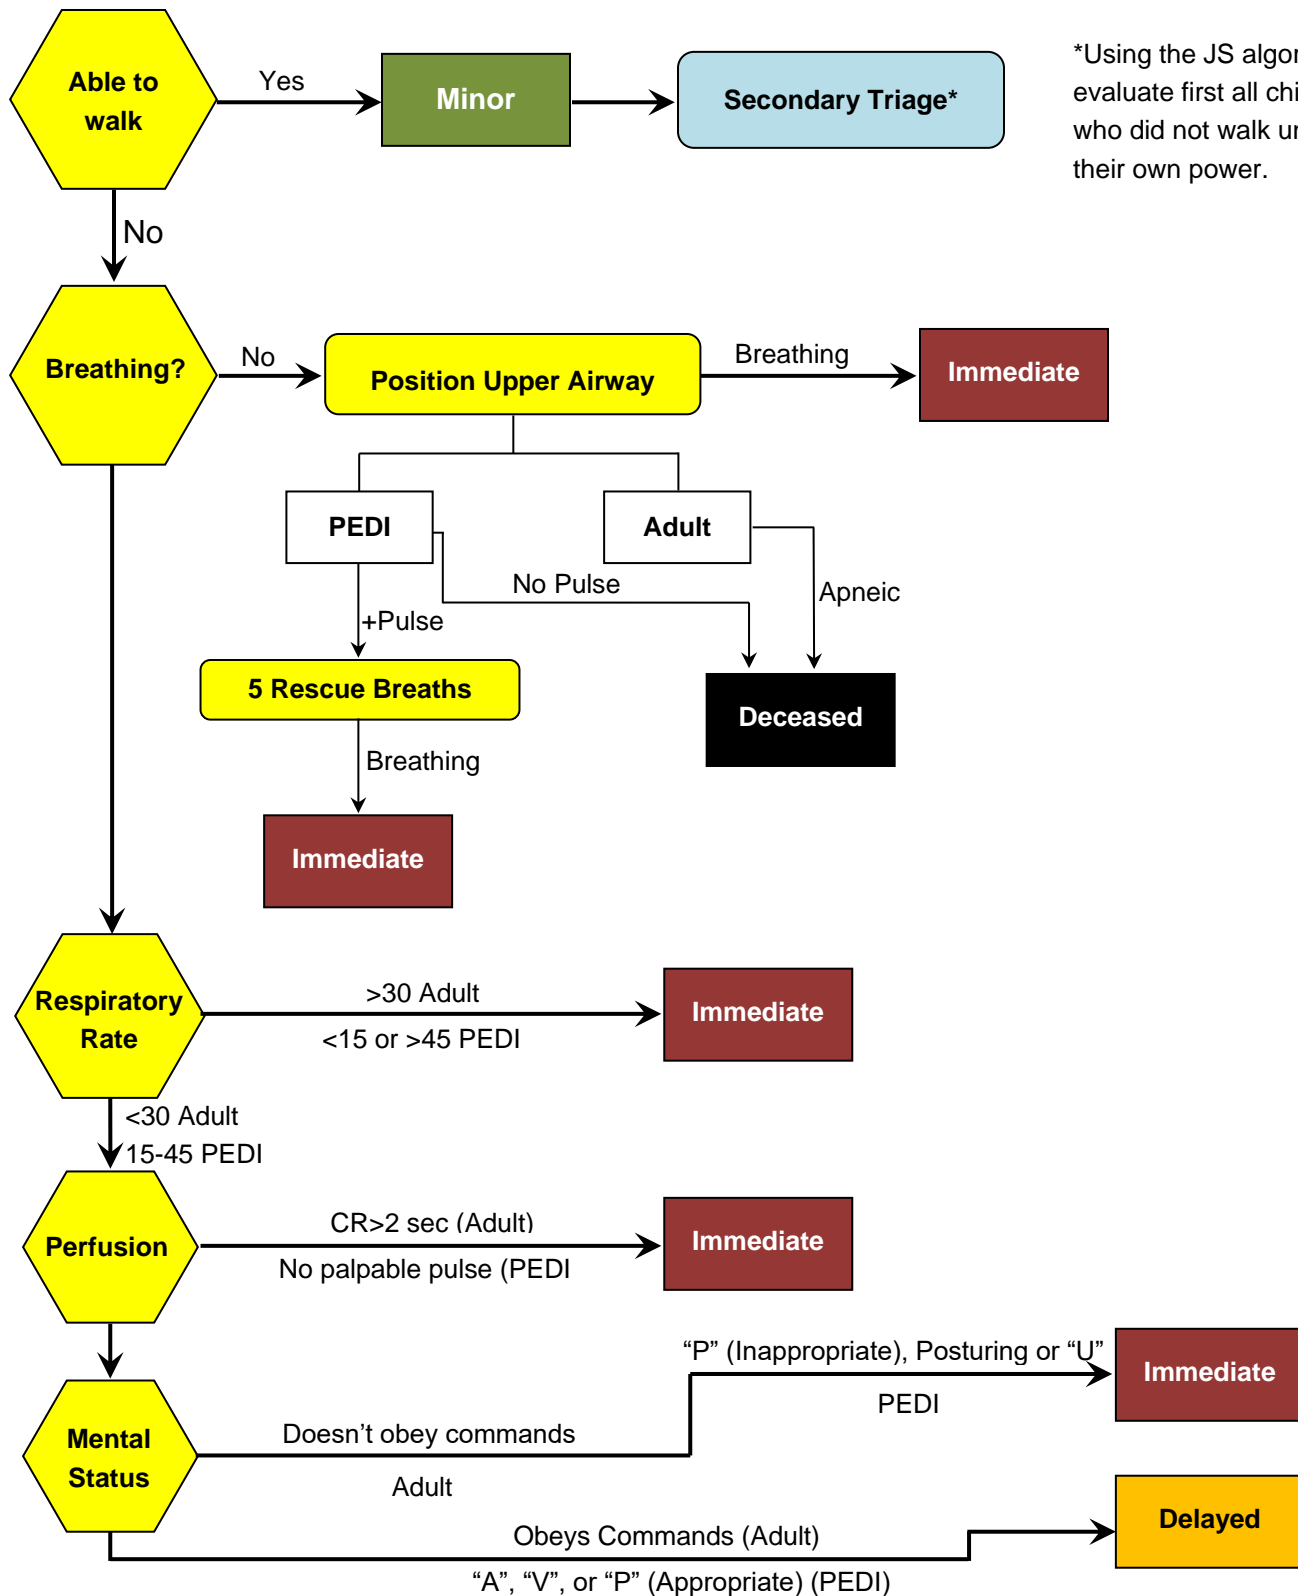 Able to
walk
Yes
Minor
Secondary Triage*
*Using the JS
evaluate first all
who did not walk
their own power.
No
Breathing?
No
Position Upper Airway
Breathing
Immediate
PEDI
Adult
No Pulse
Apneic
+Pulse
5 Rescue Breaths
Deceased
Breathing
Immediate
Respiratory
Rate
>30 Adult
<15 or >45 PEDI
Immediate
<30 Adult
15-45 PEDI
Perfusion
CR>2 sec (Adult)
No palpable pulse (PEDI
Immediate
Mental
Status
“P” (Inappropriate), Posturing or “U”
PEDI
Immediate
Doesn’t obey commands
Adult
Obeys Commands (Adult)
“A”, “V”, or “P” (Appropriate) (PEDI)
Delayed